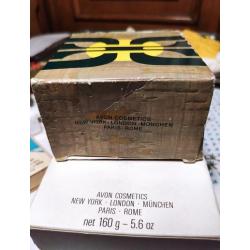 AVON COSMETICS
NEW YORK · LONDON · MÜNCHEN
PARIS · ROME
AVON COSMETICS
NEW YORK · LONDON · MÜNCHEN
PARIS · ROME
net 160 g – 5.6 oz